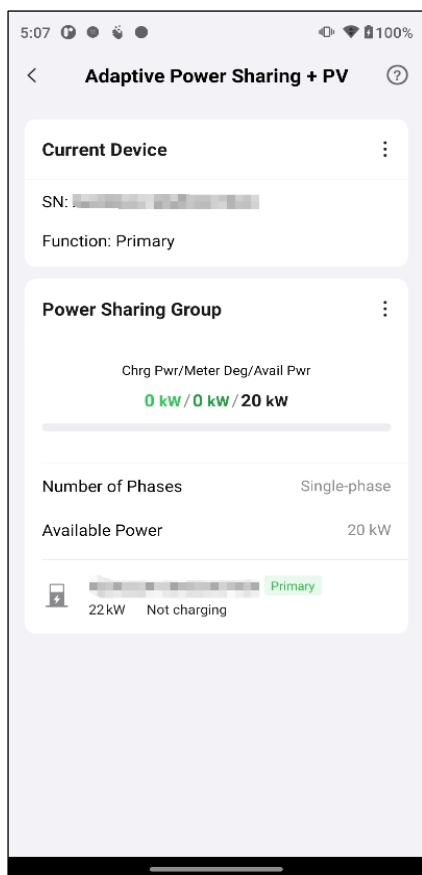 5:07 100%
Adaptive Power Sharing + PV ?
Current Device
SN:
Function: Primary
Power Sharing Group
Chrg Pwr/Meter Deg/Avail Pwr
0 kW/0 kW/20 kW
Number of Phases Single-phase
Available Power 20 kW
Primary
22kW Not charging